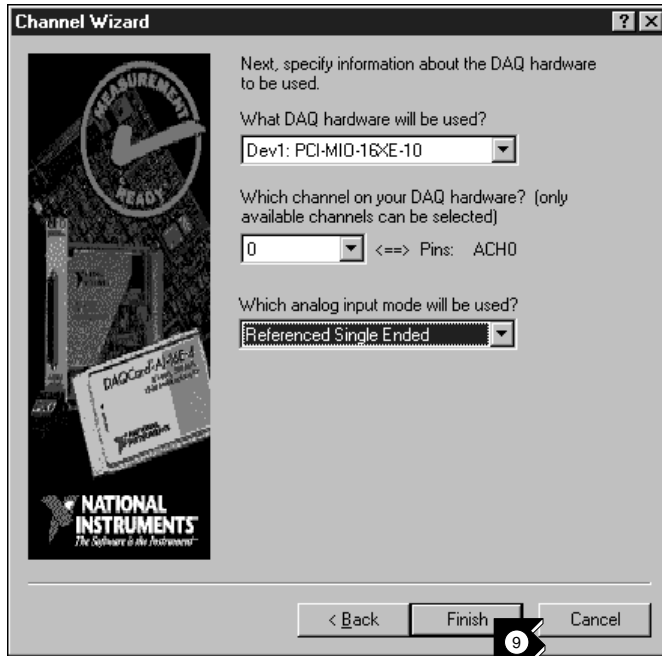 Channel Wizard
Next, specify information about the DAQ hardware
to be used.
What DAQ hardware will be used?
Dev1: PCI-MIO-16XE-10
Which channel on your DAQ hardware? (only
available channels can be selected)
0 <==> Pins: ACH0
Which analog input mode will be used?
Referenced Single Ended
MEASUREMENT
READY
DAQCard-AI-16E-4
NATIONAL
INSTRUMENTS
The Software is the Instrument
< Back Finish Cancel
9